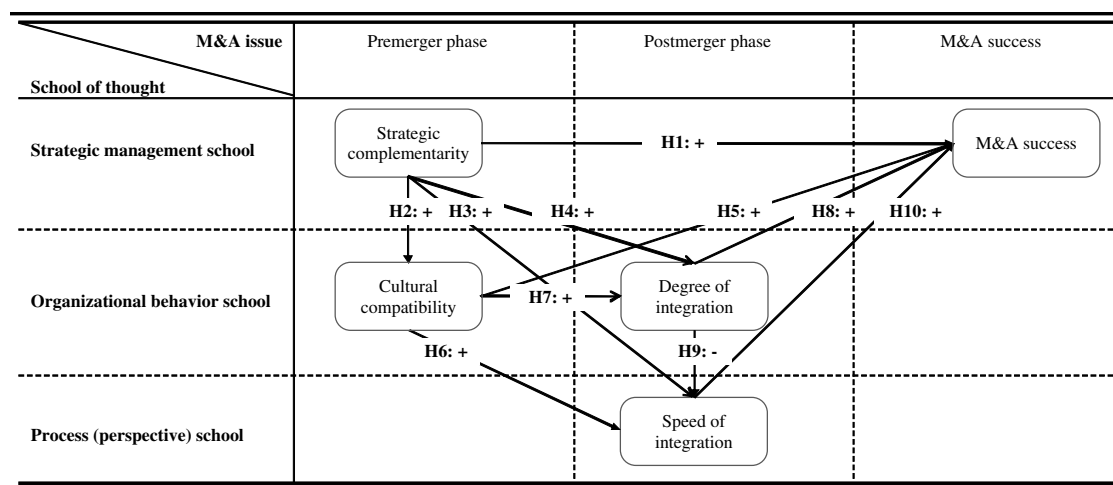 M&A issue
Premerger phase
Postmerger phase
M&A success
School of thought
Strategic management school
Strategic
complementarity
H1: +
M&A success
H2: +
H3: +
H4: +
H5: +
H8: +
H10: +
Organizational behavior school
Cultural
compatibility
H7: +
Degree of
integration
H6: +
H9: -
Process (perspective) school
Speed of
integration